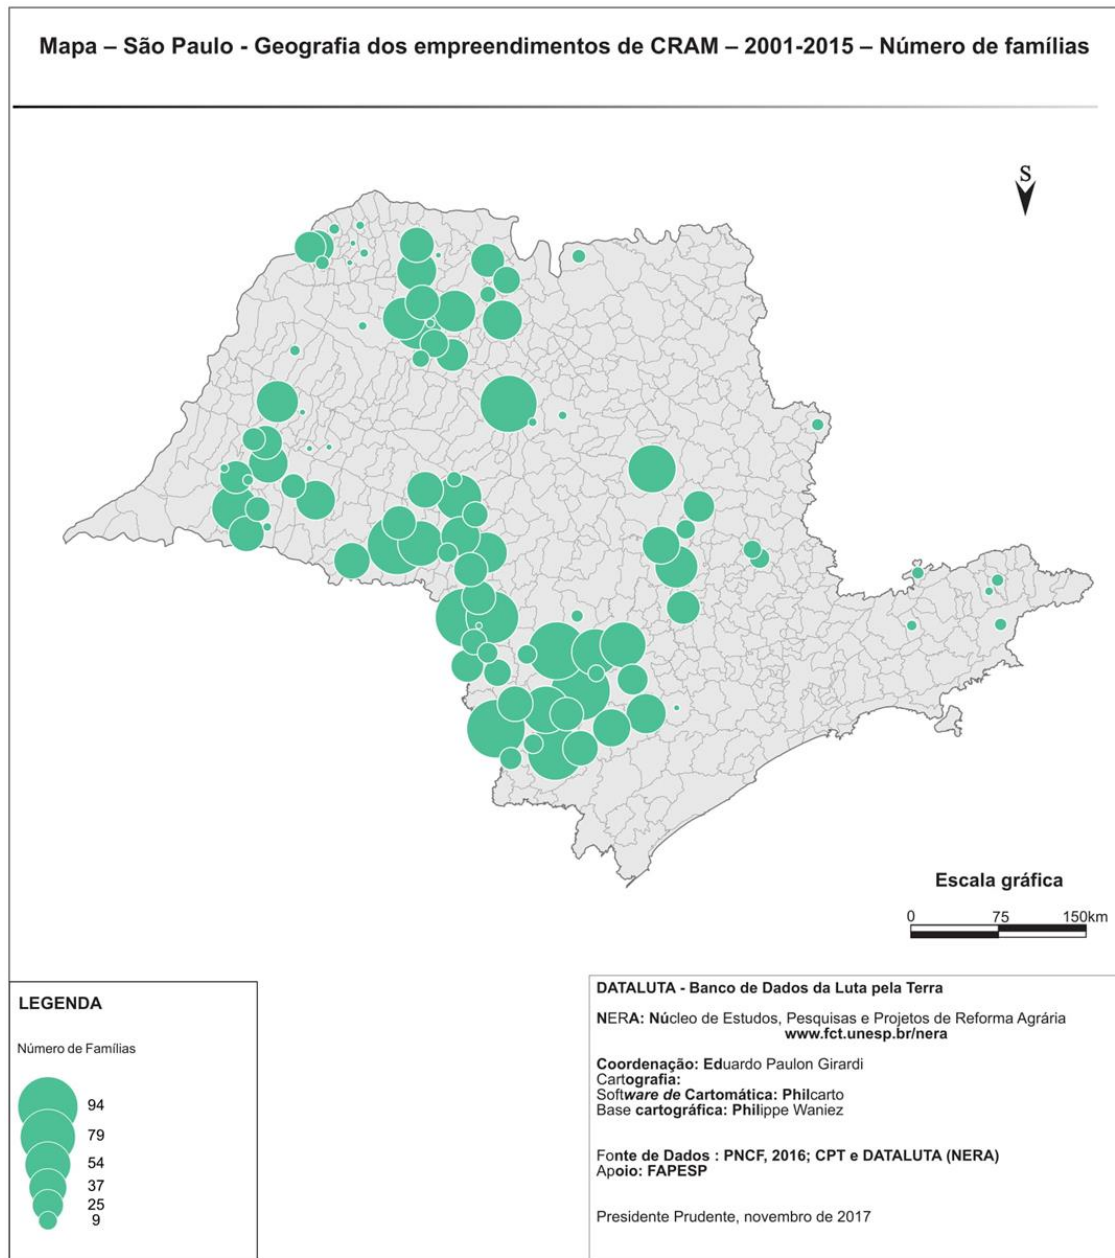 Mapa – São Paulo - Geografia dos empreendimentos de CRAM – 2001-2015 – Número de famílias
S
Escala gráfica
0 75 150km
LEGENDA
Número de Famílias
94
79
54
37
25
9
DATALUTA - Banco de Dados da Luta pela Terra
NERA: Núcleo de Estudos, Pesquisas e Projetos de Reforma Agrária
www.fct.unesp.br/nera
Coordenação: Eduardo Paulon Girardi
Cartografia:
Software de Cartomática: Philcarto
Base cartográfica: Philippe Waniez
Fonte de Dados : PNCF, 2016; CPT e DATALUTA (NERA)
Apoio: FAPESP
Presidente Prudente, novembro de 2017